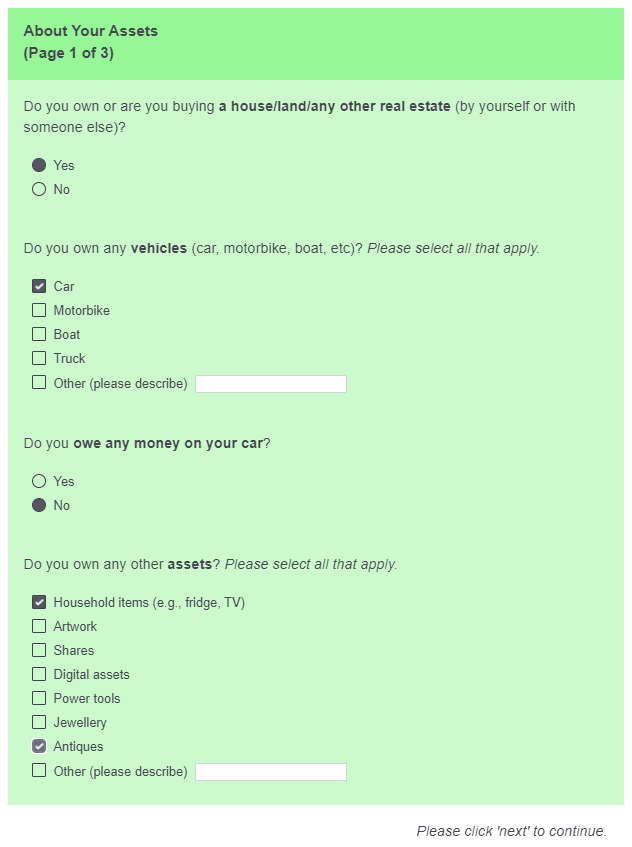 About Your Assets
(Page 1 of 3)
Do you own or are you buying a house/land/any other real estate (by yourself or with
someone else)?
Yes
No
Do you own any vehicles (car, motorbike, boat, etc)? Please select all that apply.
Car
Motorbike
Boat
Truck
Other (please describe)
Do you owe any money on your car?
Yes
No
Do you own any other assets? Please select all that apply.
Household items (e.g., fridge, TV)
Artwork
Shares
Digital assets
Power tools
Jewellery
Antiques
Other (please describe)
Please click 'next' to continue.